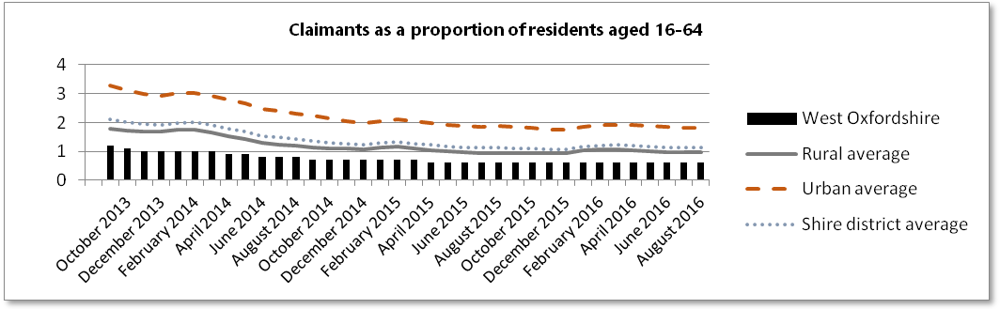 Claimants as a proportion of residents aged 16-64
4
3
2
1
0
October 2013
December 2013
February 2014
April 2014
June 2014
August 2014
October 2014
December 2014
February 2015
April 2015
June 2015
August 2015
October 2015
December 2015
February 2016
April 2016
June 2016
August 2016
West Oxfordshire
Rural average
Urban average
Shire district average